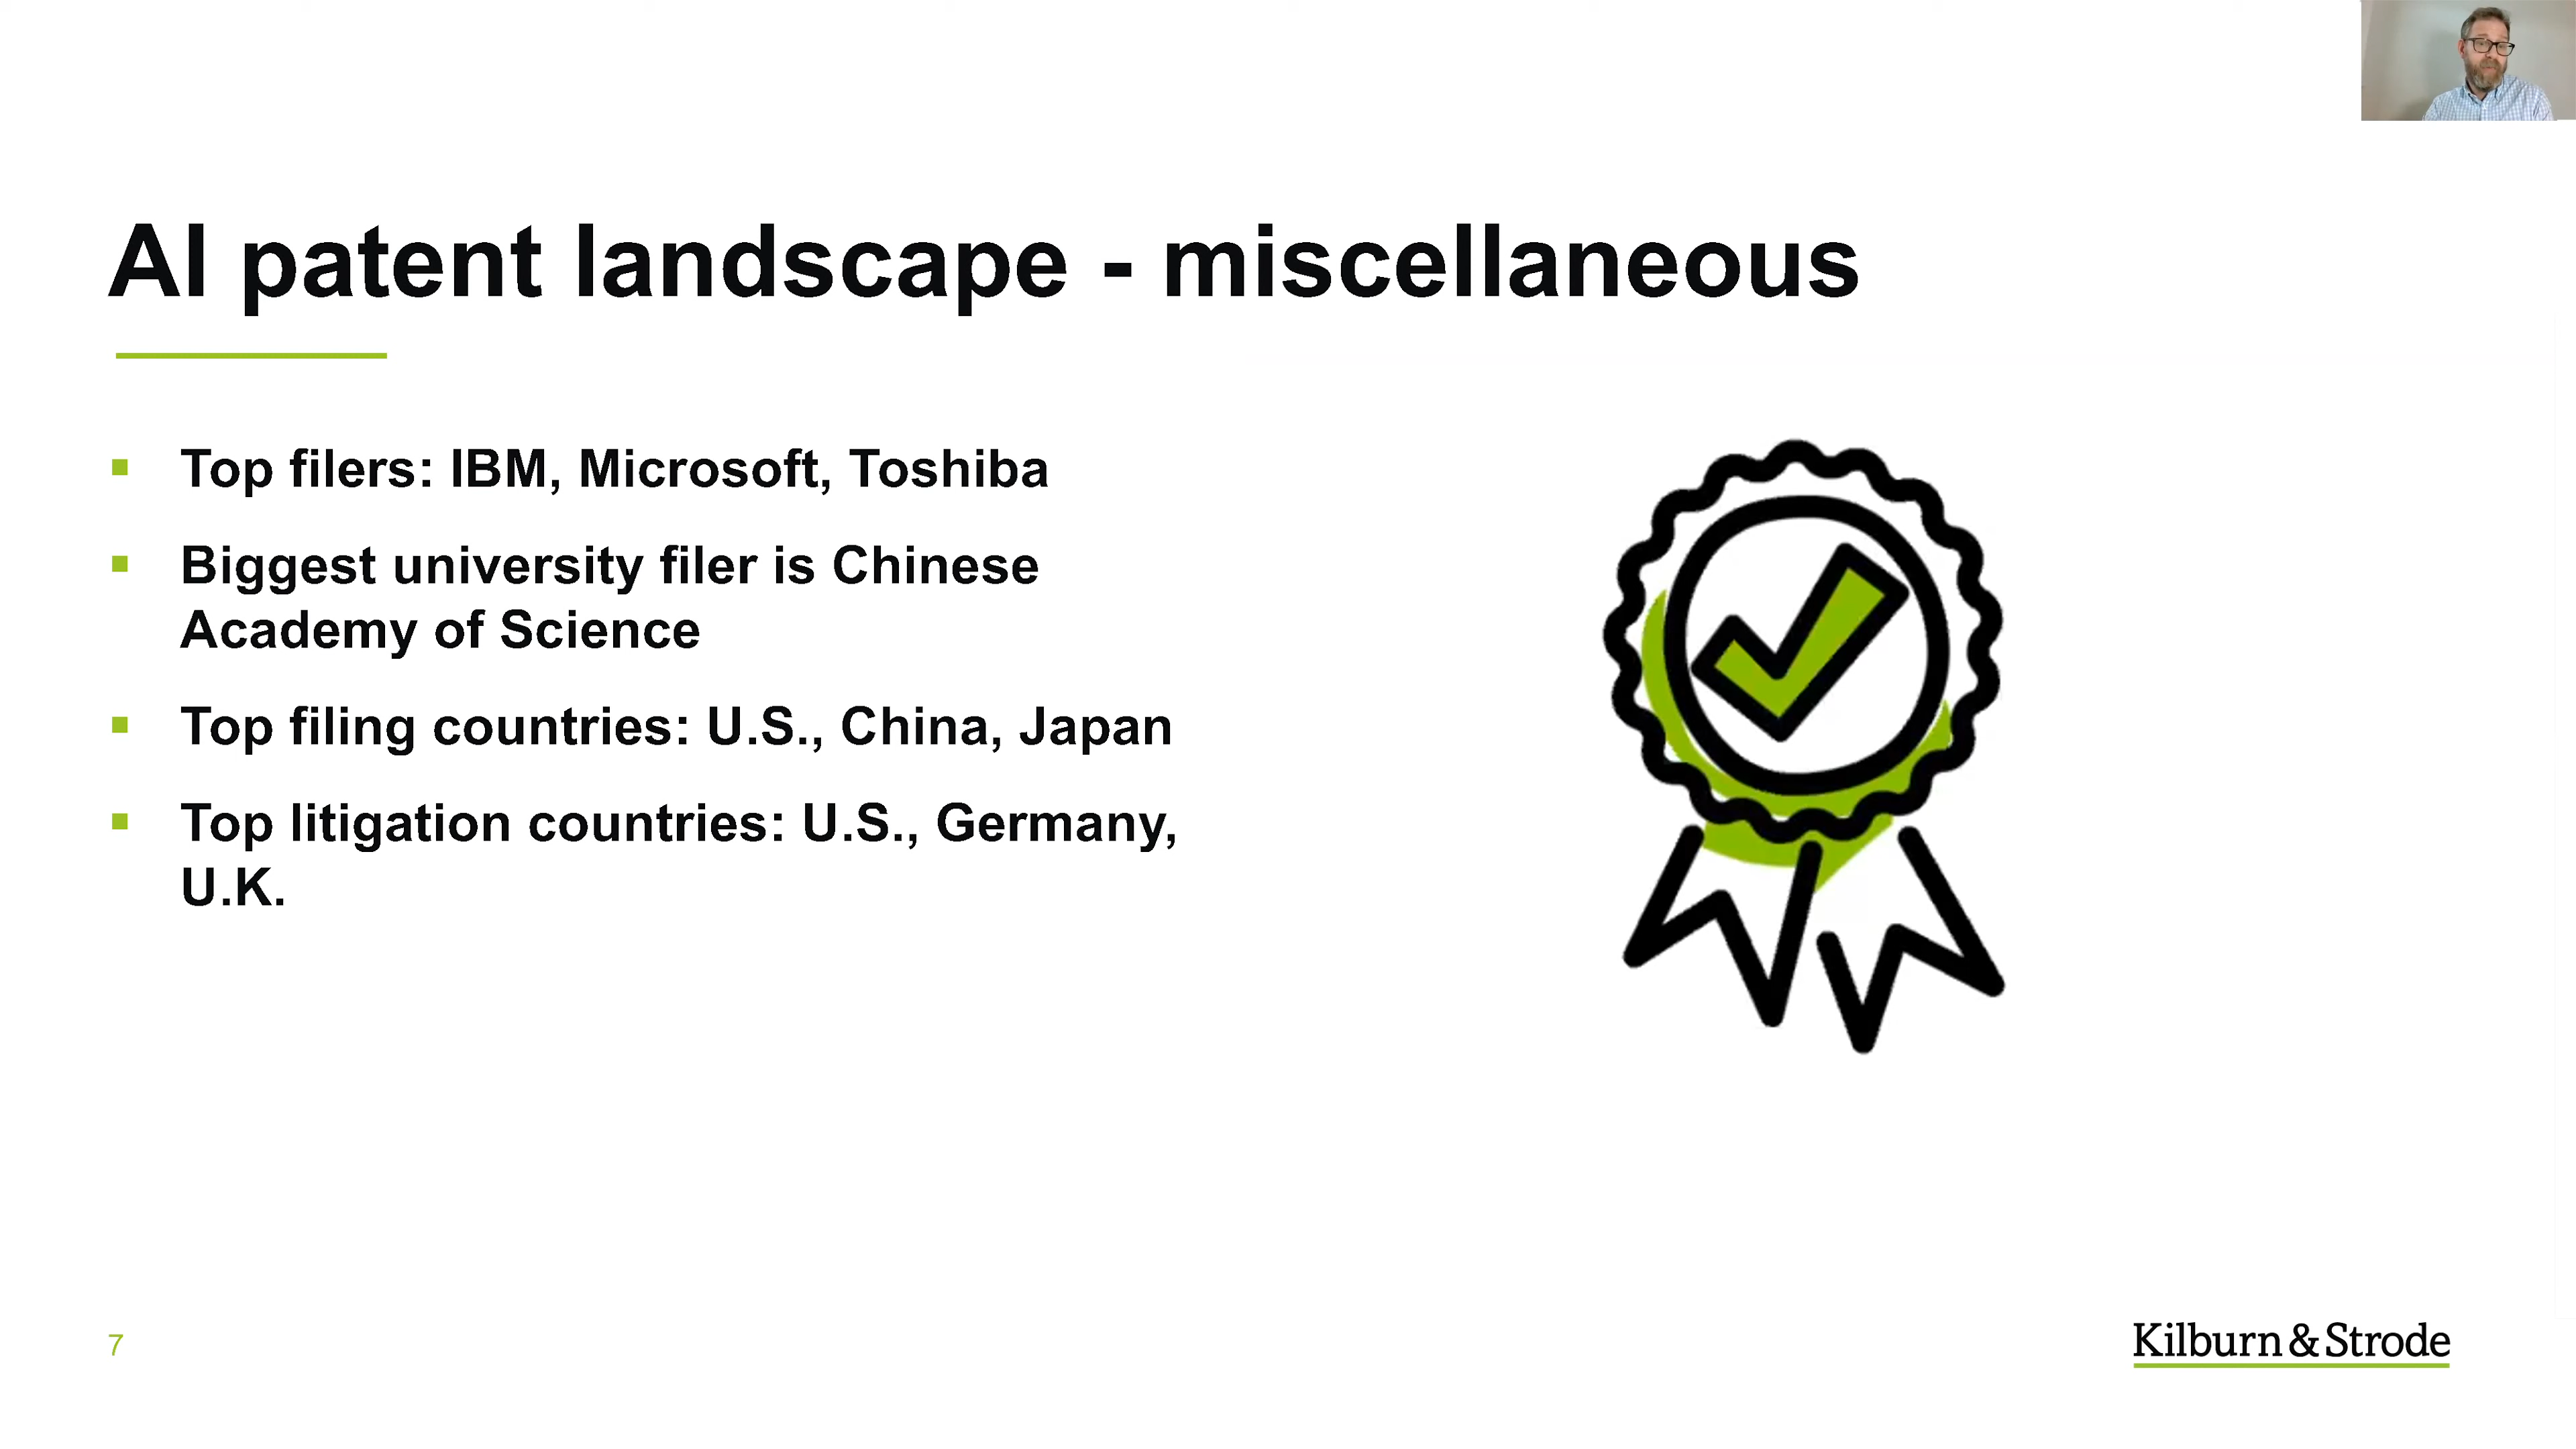 AI patent landscape - miscellaneous
Top filers: IBM, Microsoft, Toshiba
Biggest university filer is Chinese
Academy of Science
Top filing countries: U.S., China, Japan
Top litigation countries: U.S., Germany,
U.K.
7
Kilburn & Strode